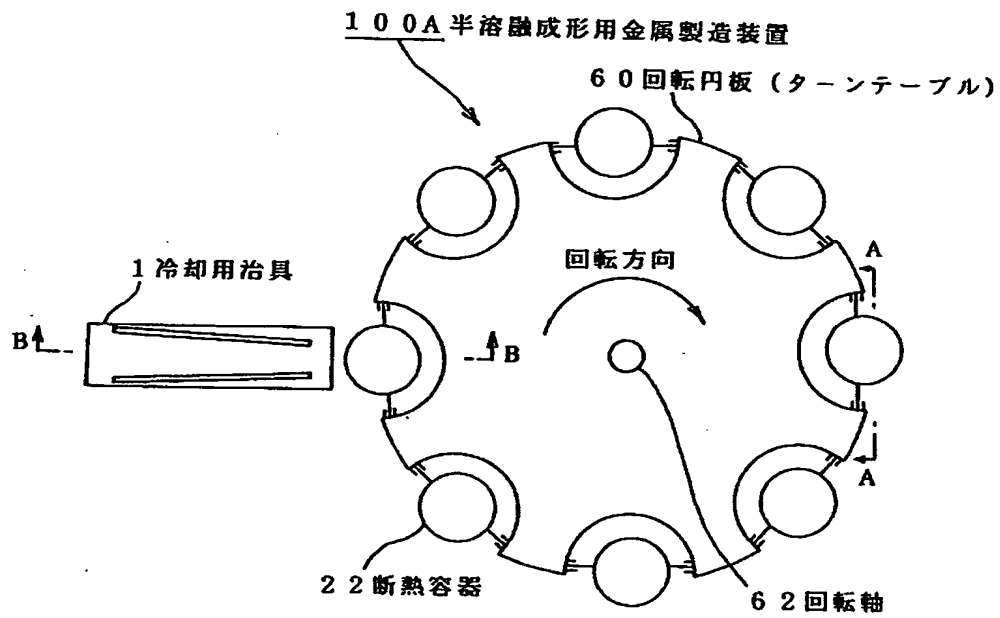 100A半溶融成形用金属製造装置
60回転円板(ターンテーブル)
A
回転方向
1冷却用治具
B
B
A
22断熱容器
62回転軸